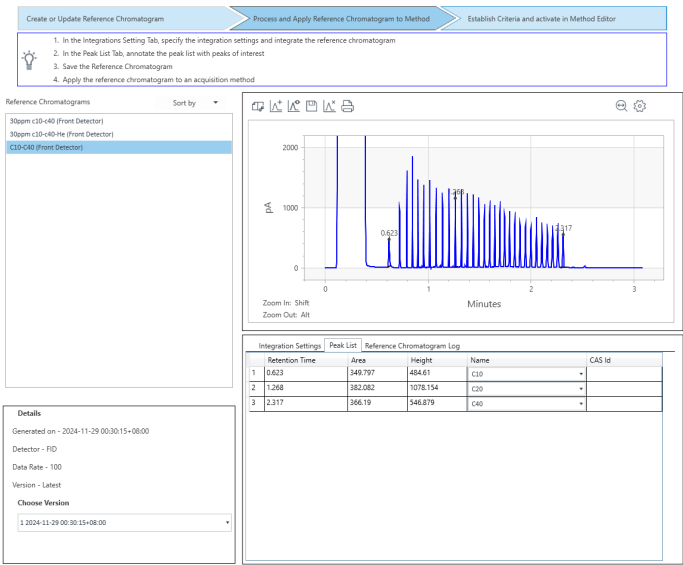 Create or Update Reference Chromatogram
Process and Apply Reference Chromatogram to Method
Establish Criteria and activate in Method Editor
1. In the Integrations Setting Tab, specify the integration settings and integrate the reference chromatogram
2. In the Peak List Tab, annotate the peak list with peaks of interest
3. Save the Reference Chromatogram
4. Apply the reference chromatogram to an acquisition method
Reference Chromatograms
Sort by
30ppm c10-c40 (Front Detector)
30ppm c10-c40-He (Front Detector)
C10-C40 (Front Detector)
Details
Generated on - 2024-11-29 00:30:15+08:00
Detector - FID
Data Rate - 100
Version - Latest
Choose Version
1 2024-11-29 00:30:15+08:00
2000
1000
0
pA
0.623
.268
2.317
0 1 2 3
Minutes
Zoom In: Shift
Zoom Out: Alt
Integration Settings Peak List Reference Chromatogram Log
Retention Time Area Height Name CAS Id
1 0.623 349.797 484.61 C10
2 1.268 382.082 1078.154 C20
3 2.317 366.19 546.879 C40